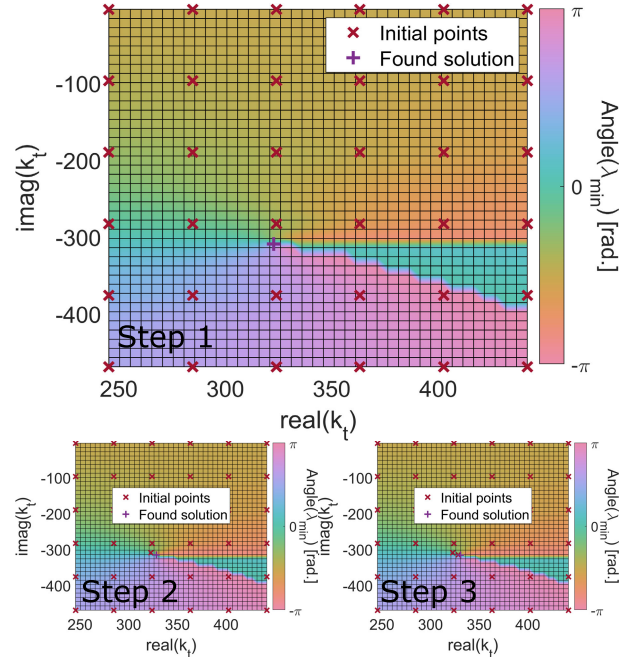 Initial points
Found solution
-100
-200
-300
-400
imag(k_t)
Step 1
250
300
350
400
real(k_t)
π
0
-π
Angle(λ_min) [rad.]
Initial points
Found solution
-100
-200
-300
-400
imag(k_t)
Step 2
250
300
350
400
real(k_t)
π
0
-π
Angle(λ_min) [rad.]
Initial points
Found solution
-100
-200
-300
-400
imag(k_t)
Step 3
250
300
350
400
real(k_t)
π
0
-π
Angle(λ_min) [rad.]